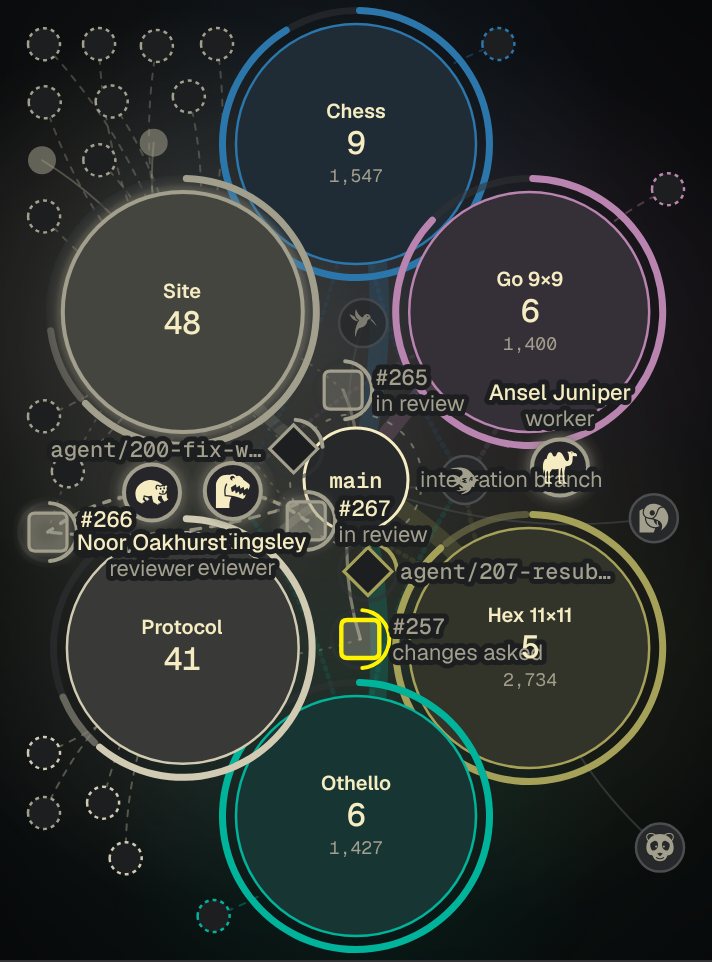 Chess
9
1,547
Site
48
Go 9×9
6
1,400
#265
in review
Ansel Juniper
worker
agent/200-fix-w…
main
integration branch
#266
#267
in review
Noor Oakhurst
ingsley
reviewer
eviewer
agent/207-resub…
Protocol
41
#257
changes asked
Hex 11×11
5
2,734
Othello
6
1,427